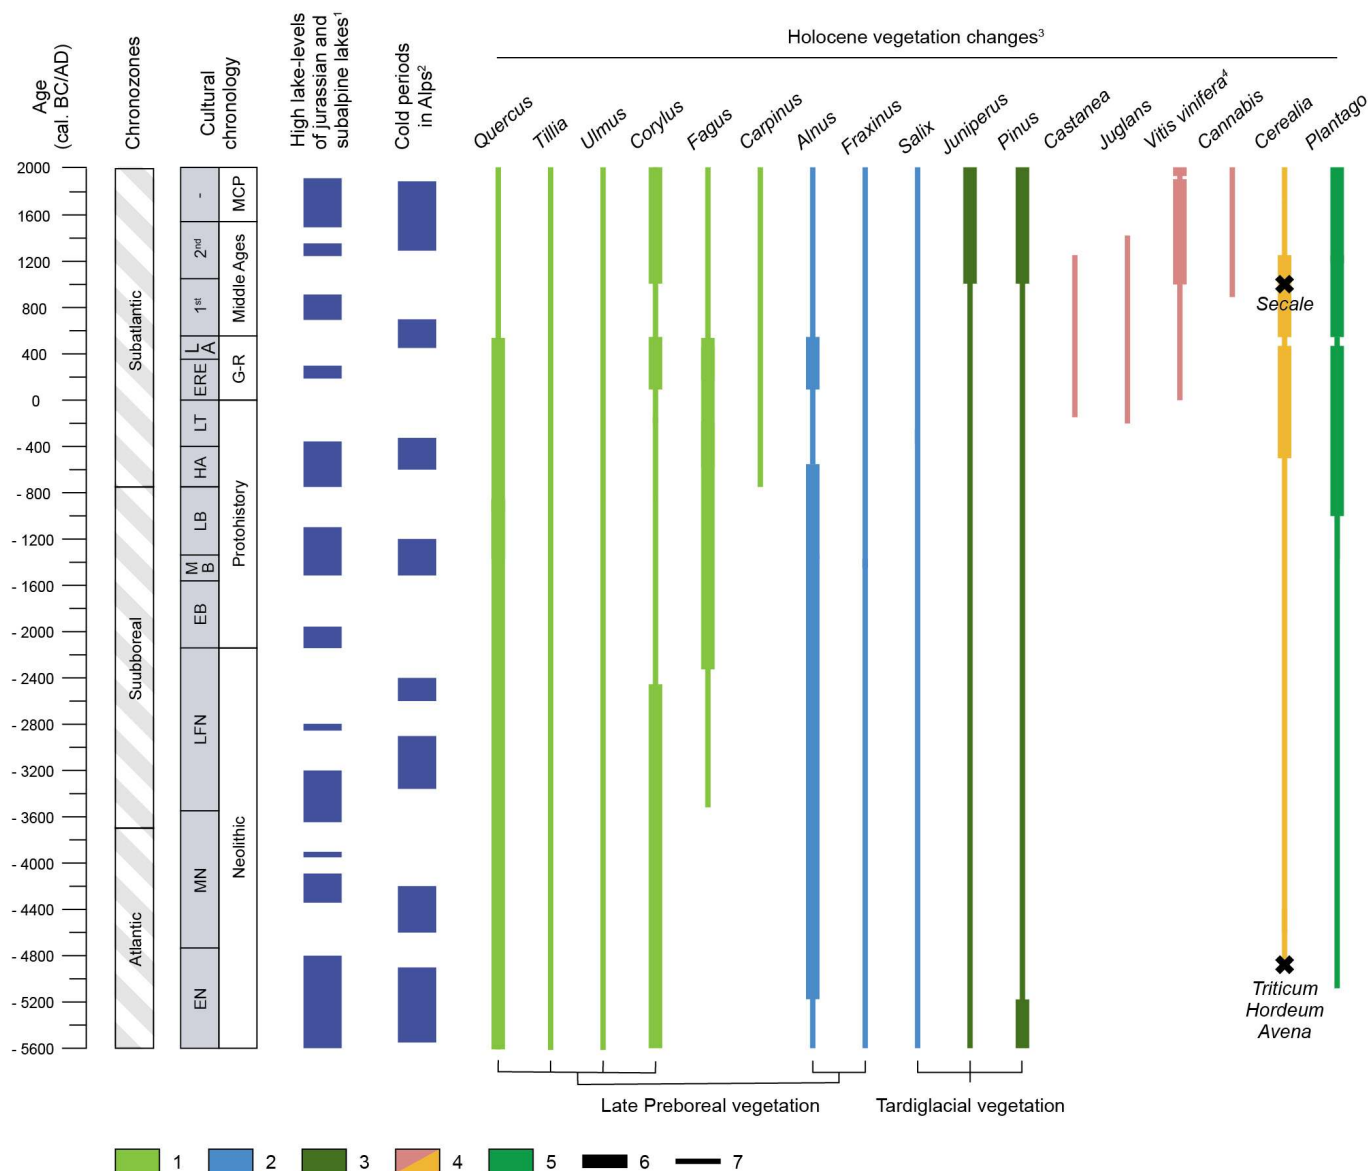 Holocene vegetation changes³
Age
(cal. BC/AD)
Chronozones
Cultural
chronology
High lake-levels
of jurassian and
subalpine lakes¹
Cold periods
in Alps²
Quercus
Tillia
Ulmus
Corylus
Fagus
Carpinus
Alnus
Fraxinus
Salix
Juniperus
Pinus
Castanea
Juglans
Vitis vinifera⁴
Cannabis
Cerealia
Plantago
2000
1600
1200
800
400
0
- 400
- 800
- 1200
- 1600
- 2000
- 2400
- 2800
- 3200
- 3600
- 4000
- 4400
- 4800
- 5200
- 5600
Subatlantic
Suubboreal
Atlantic
-
2nd
1st
L
A
ERE
LT
HA
LB
M
B
EB
LFN
MN
EN
MCP
Middle Ages
G-R
Protohistory
Neolithic
Secale
Triticum
Hordeum
Avena
Late Preboreal vegetation
Tardiglacial vegetation
1 2 3 4 5 6 7